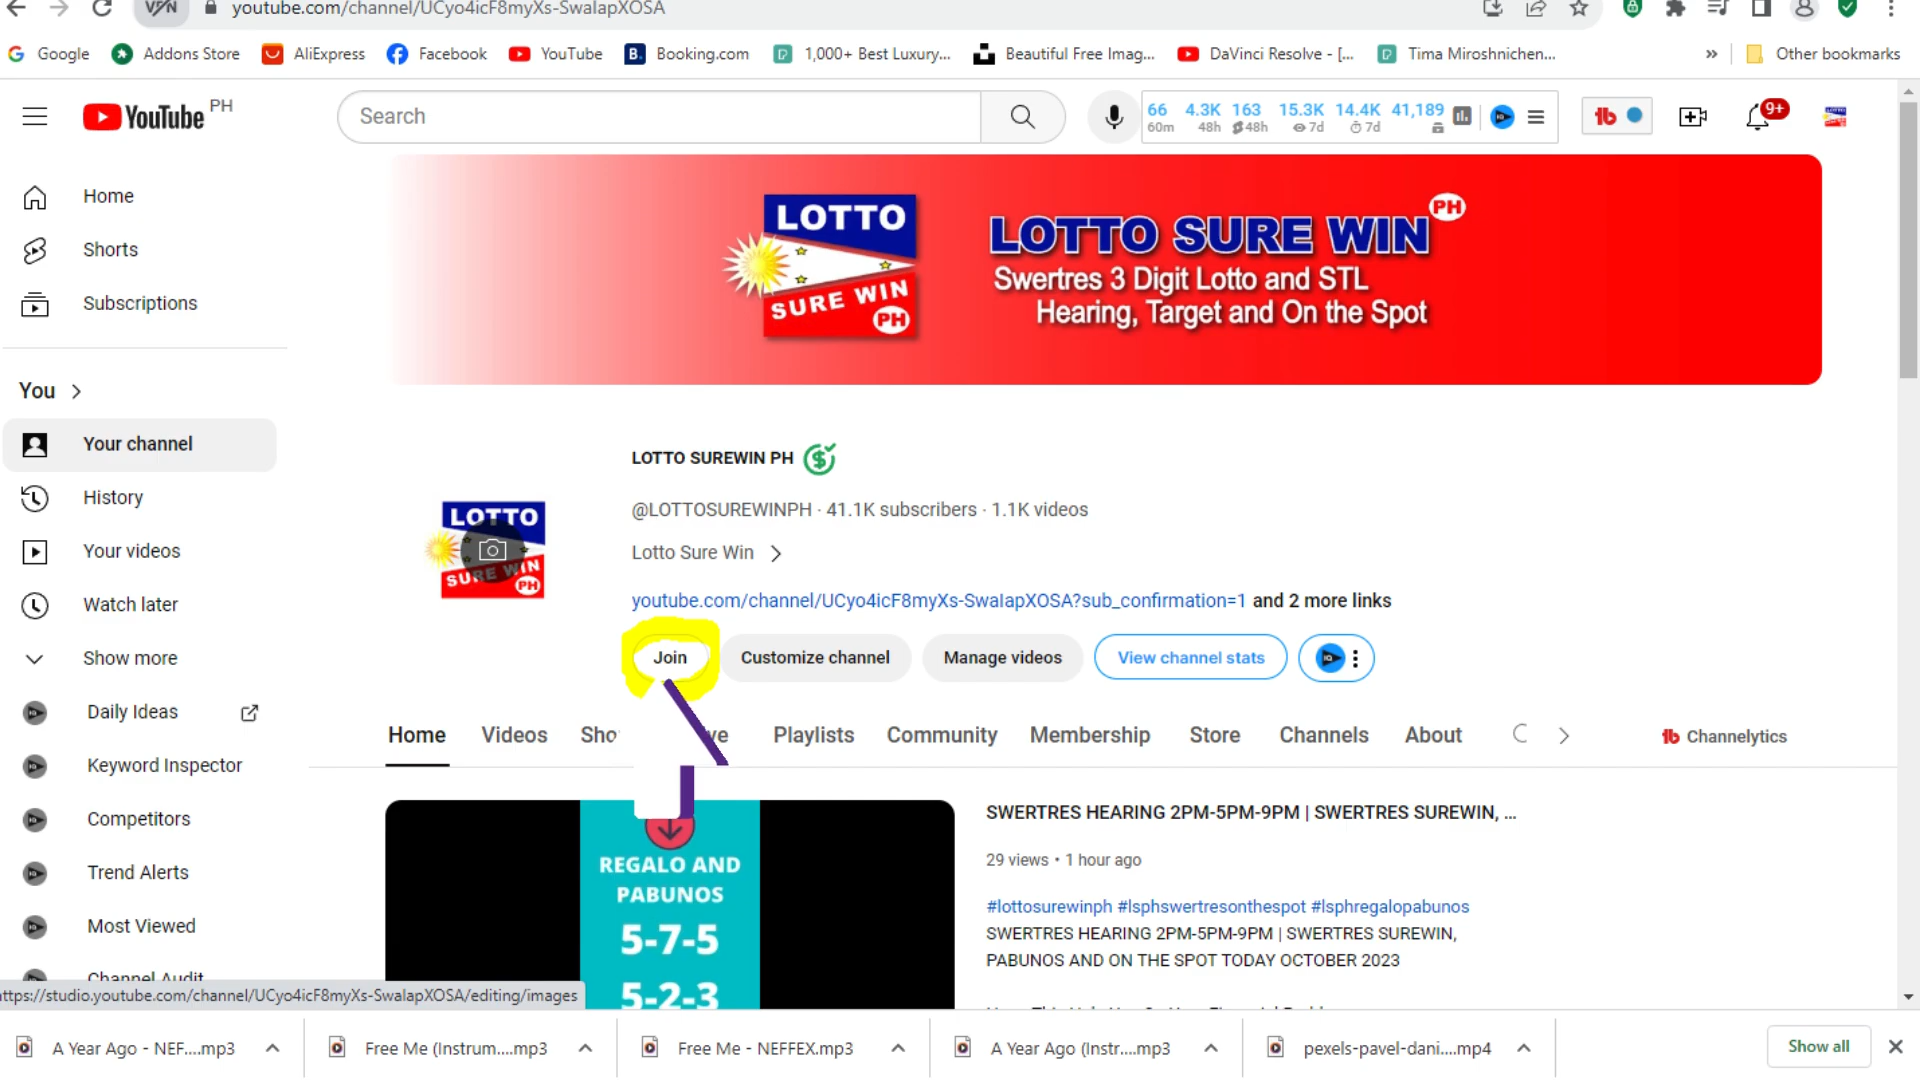 VPN youtube.com/channel/UCyo4icF8myXs-SwaIapXOSA
Google Addons Store AliExpress Facebook YouTube Booking.com 1,000+ Best Luxury... Beautiful Free Imag... DaVinci Resolve - [... Tima Miroshnichen... » Other bookmarks
YouTube PH
Search
66 4.3K 163 15.3K 14.4K 41,189
60m 48h 48h 7d 7d
9+
Home
Shorts
Subscriptions
You
Your channel
History
Your videos
Watch later
Show more
Daily Ideas
Keyword Inspector
Competitors
Trend Alerts
Most Viewed
Channel Audit
LOTTO
SURE WIN
PH
LOTTO SURE WIN PH
Swertres 3 Digit Lotto and STL
Hearing, Target and On the Spot
LOTTO
SURE WIN
PH
LOTTO SUREWIN PH
@LOTTOSUREWINPH · 41.1K subscribers · 1.1K videos
Lotto Sure Win
youtube.com/channel/UCyo4icF8myXs-SwaIapXOSA?sub_confirmation=1 and 2 more links
Join Customize channel Manage videos View channel stats
Home Videos Playlists Community Membership Store Channels About
Channelytics
REGALO AND
PABUNOS
5-7-5
5-2-3
SWERTRES HEARING 2PM-5PM-9PM | SWERTRES SUREWIN, ...
29 views • 1 hour ago
#lottosurewinph #lsphswertresonthespot #lsphregalopabunos
SWERTRES HEARING 2PM-5PM-9PM | SWERTRES SUREWIN,
PABUNOS AND ON THE SPOT TODAY OCTOBER 2023
ttps://studio.youtube.com/channel/UCyo4icF8myXs-SwaIapXOSA/editing/images
A Year Ago - NEF....mp3 Free Me (Instrum....mp3 Free Me - NEFFEX.mp3 A Year Ago (Instr....mp3 pexels-pavel-dani....mp4 Show all